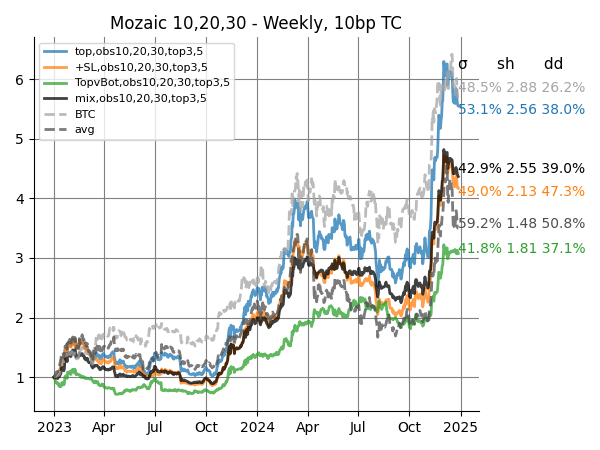 Mozaic 10,20,30 - Weekly, 10bp TC
top,obs10,20,30,top3,5
+SL,obs10,20,30,top3,5
TopvBot,obs10,20,30,top3,5
mix,obs10,20,30,top3,5
BTC
avg
σ sh dd
48.5% 2.88 26.2%
53.1% 2.56 38.0%
42.9% 2.55 39.0%
49.0% 2.13 47.3%
59.2% 1.48 50.8%
41.8% 1.81 37.1%
6
5
4
3
2
1
2023 Apr Jul Oct 2024 Apr Jul Oct 2025